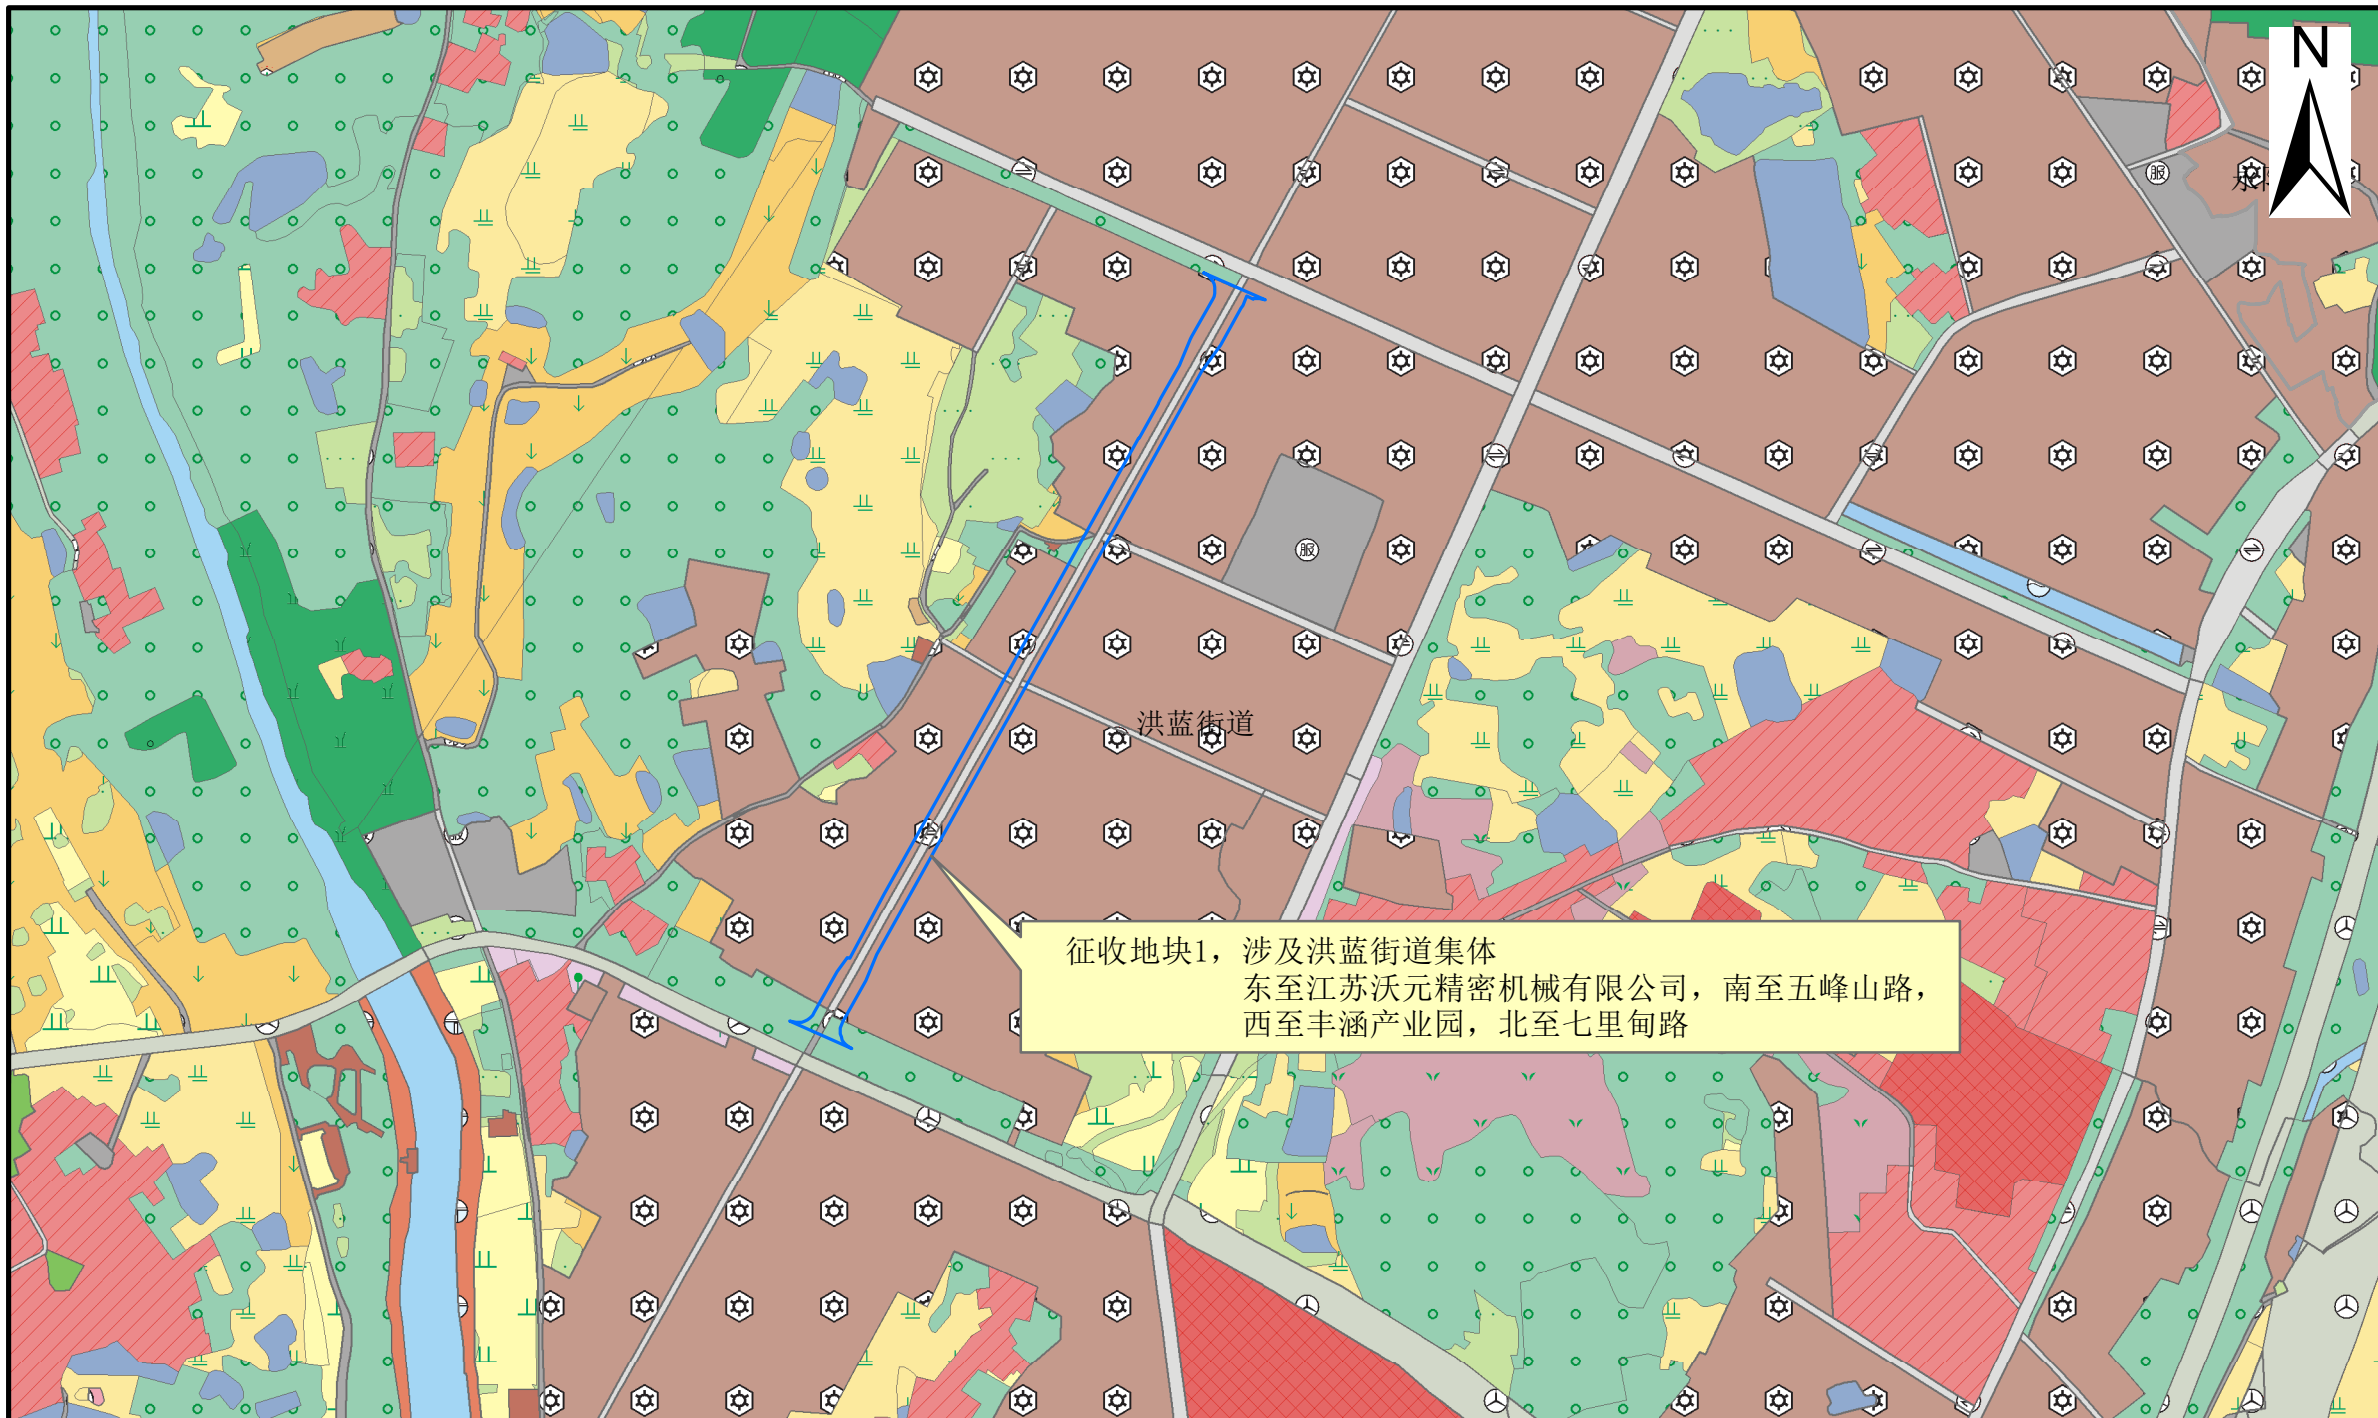 N
服
服
洪蓝街道
征收地块1，涉及洪蓝街道集体
东至江苏沃元精密机械有限公司，南至五峰山路，
西至丰涵产业园，北至七里甸路